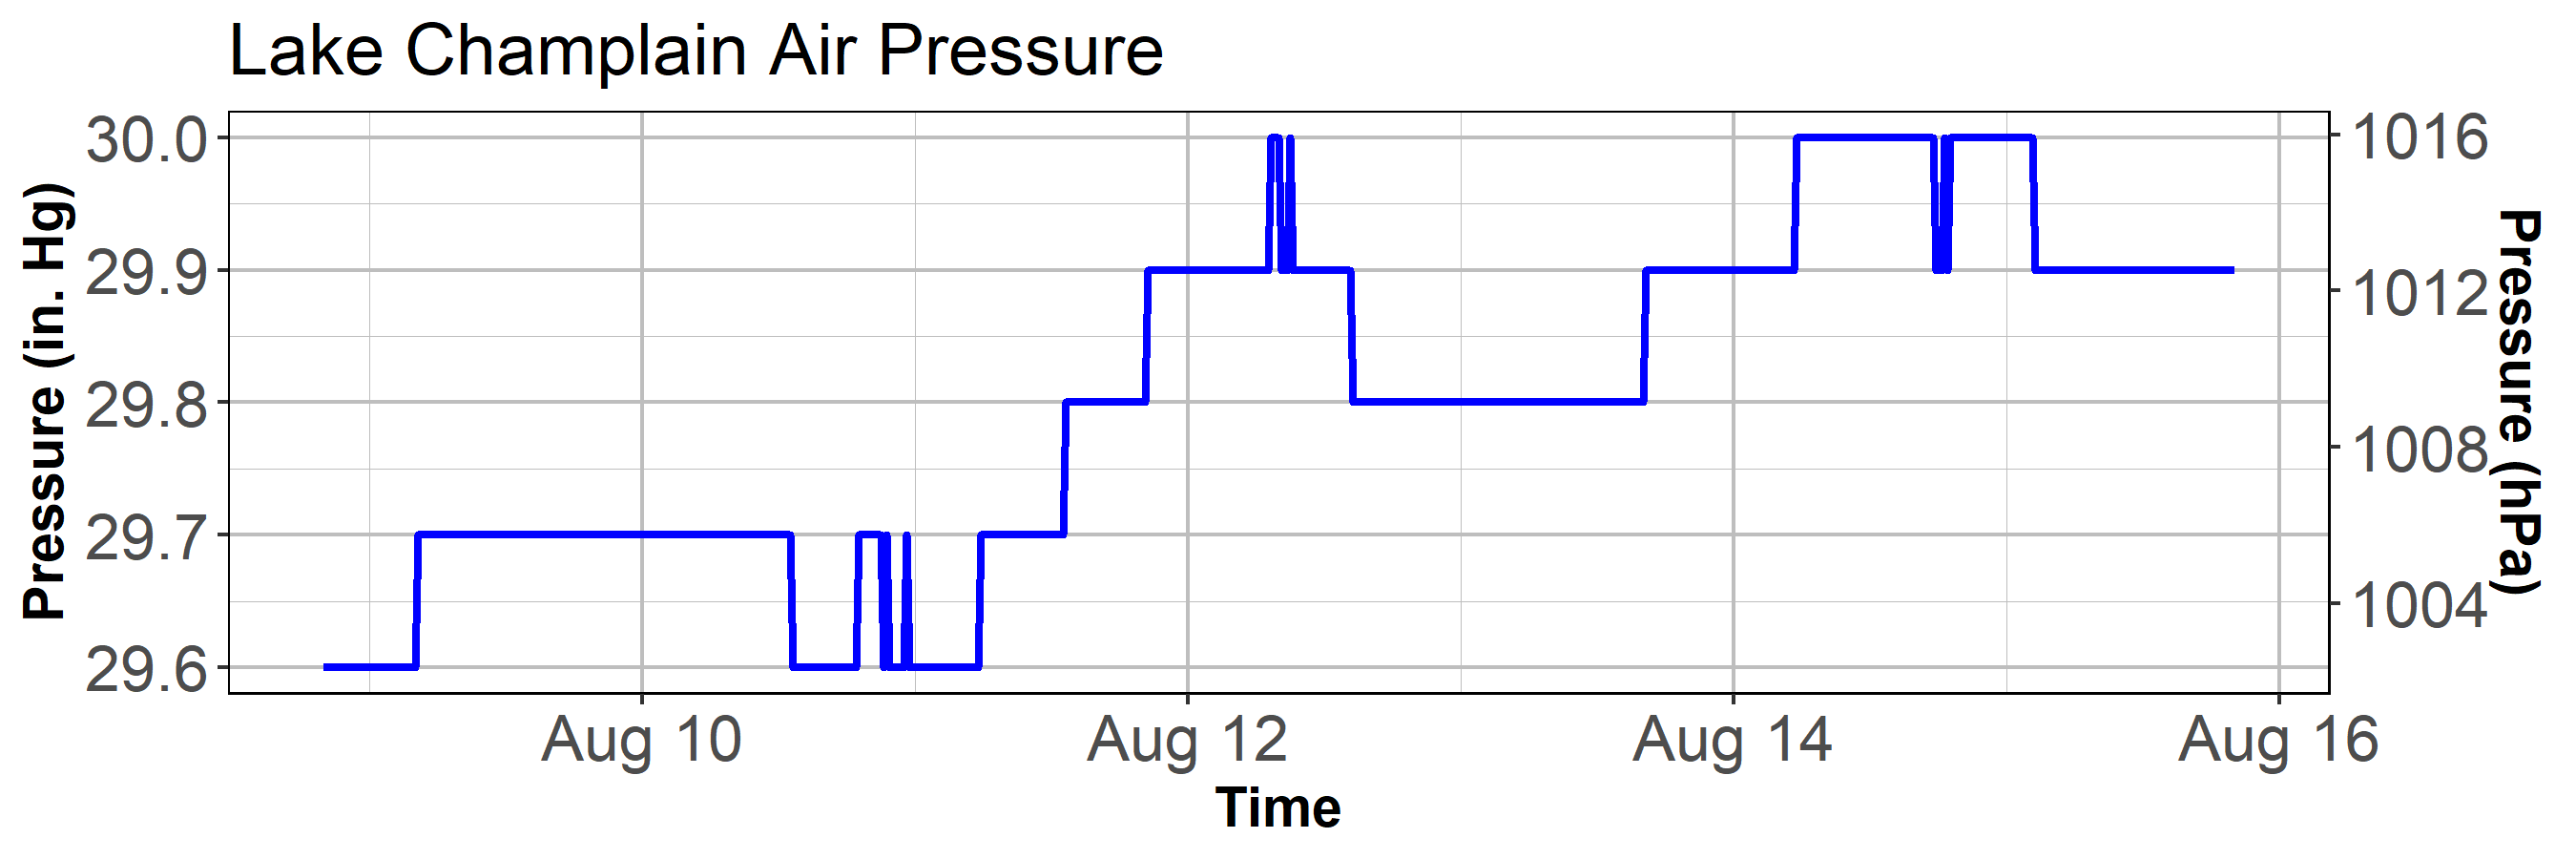 Lake Champlain Air Pressure
Pressure (in. Hg)
30.0
29.9
29.8
29.7
29.6
1016
1012
1008
1004
Pressure (hPa)
Aug 10 Aug 12 Aug 14 Aug 16
Time